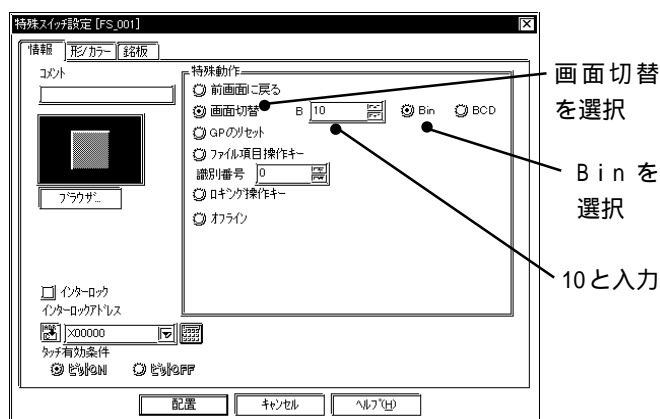 特殊スイッチ設定 [FS_001]
情報 形/カラー 銘板
コメント
特殊動作
前画面に戻る
画面切替 B 10 Bin BCD
GPのリセット
ファイル項目操作キー
識別番号 0
ロギング操作キー
オフライン
ブラウザ...
インターロック
インターロックアドレス
X00000
タッチ有効条件
ビットON ビットOFF
配置 キャンセル ヘルプ(H)
画面切替
を選択
Binを
選択
10と入力